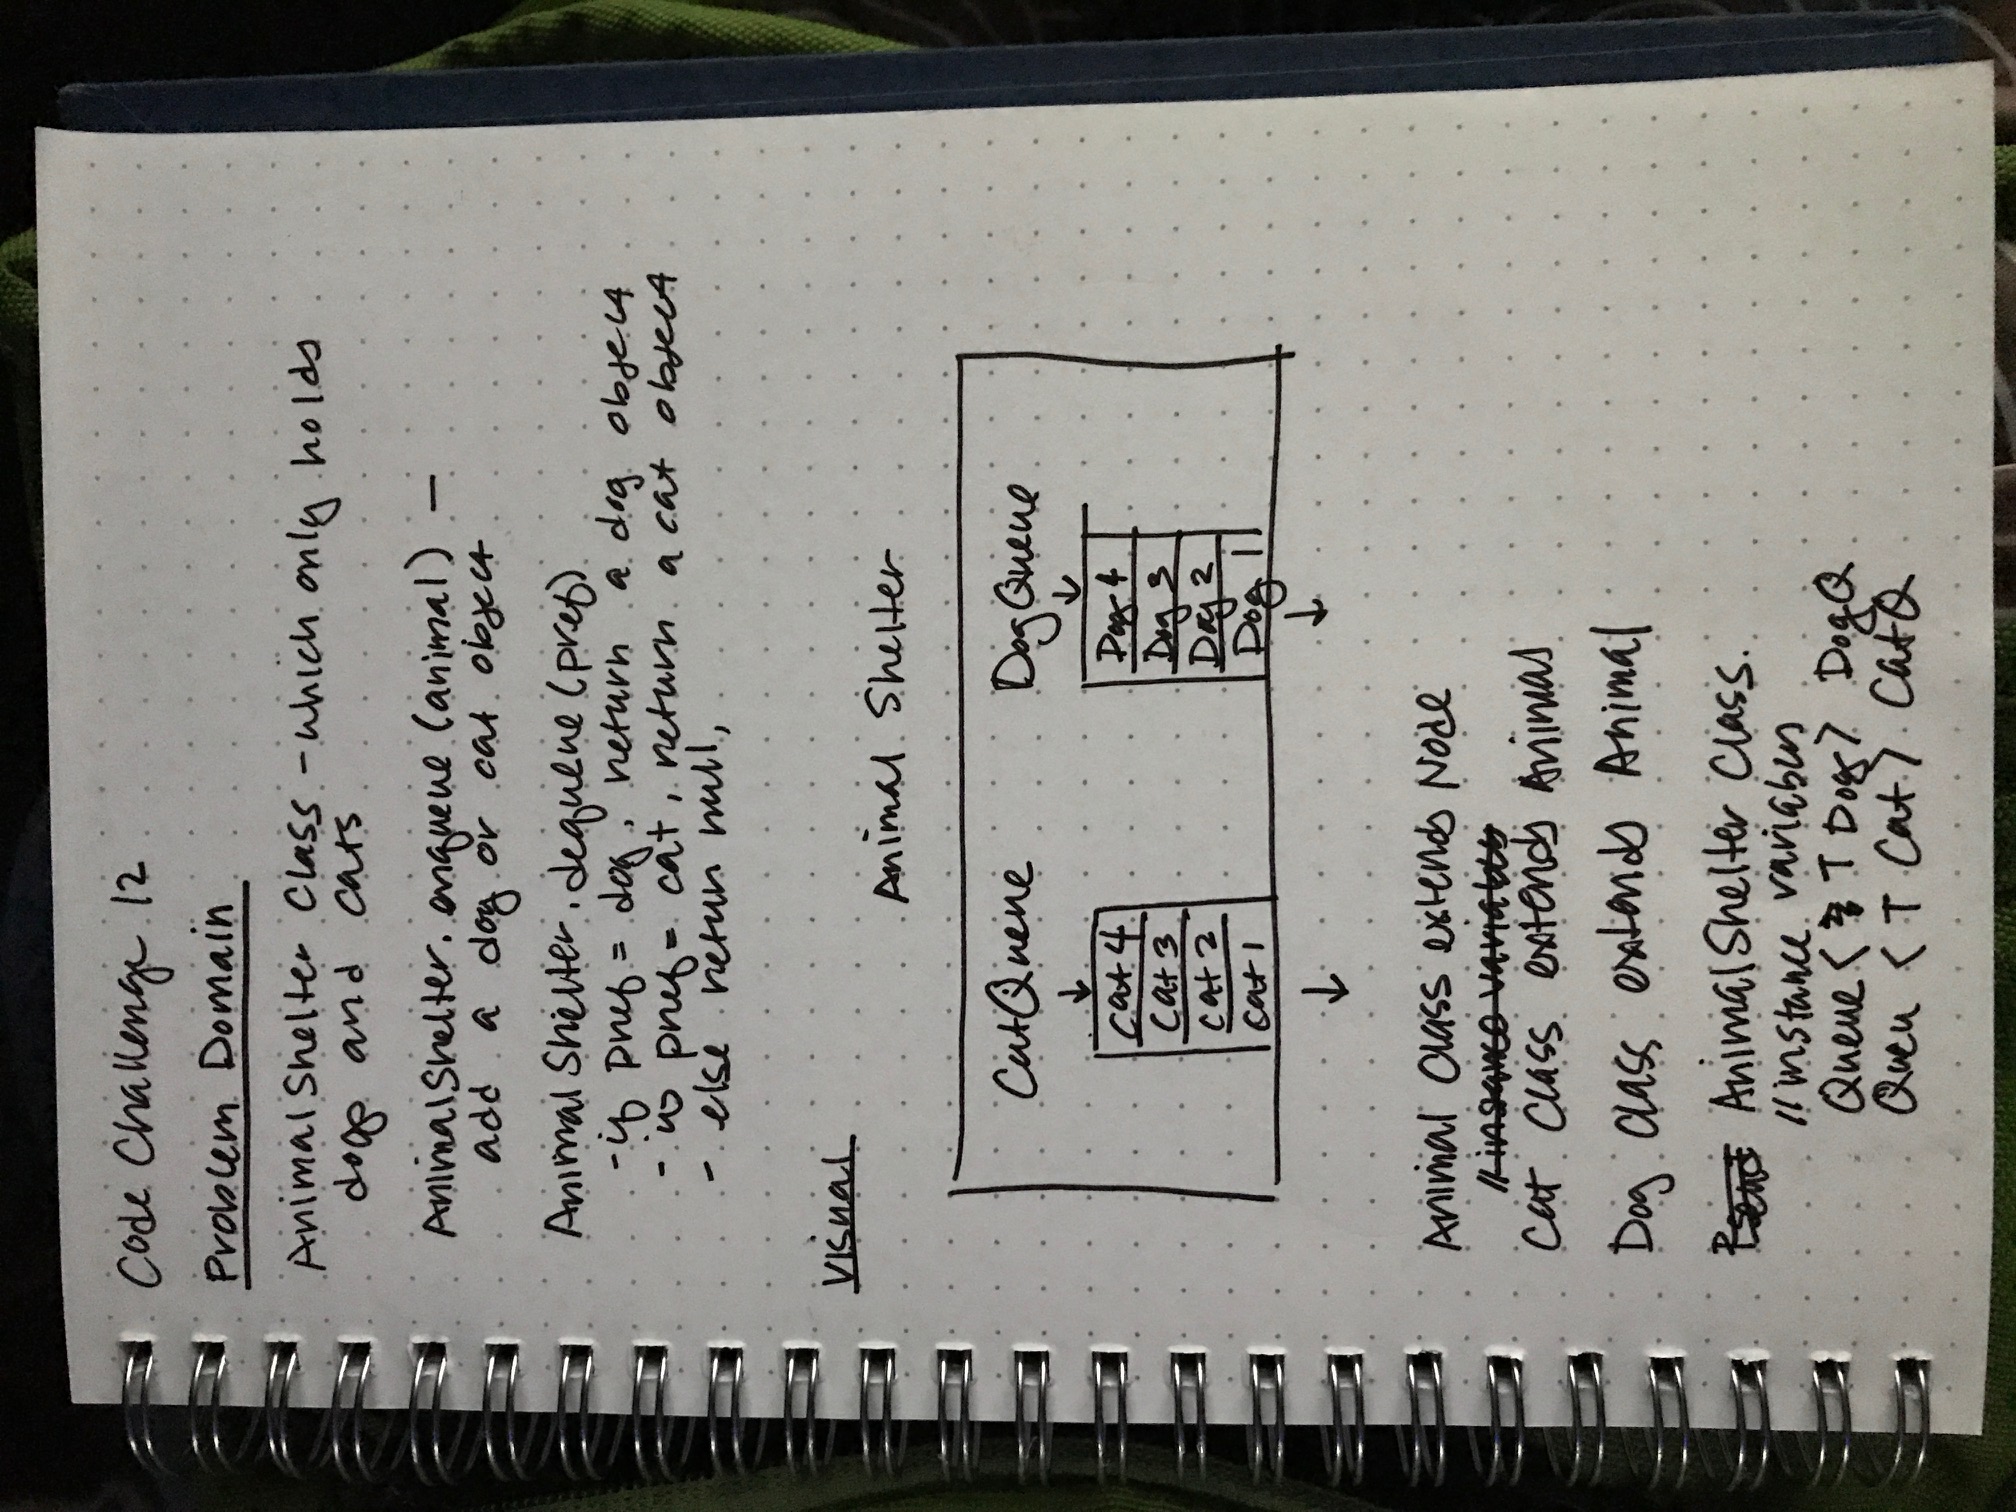 Code Challenge 12
Problem Domain
AnimalShelter Class - which only holds
dogs and cats
AnimalShelter.enqueue (animal) —
add a dog or cat object
AnimalShelter.dequeue (pref)
- if pref = dog, return a dog object
- if pref = cat, return a cat object
- else retun null,
Visual
Animal Shelter
CatQueue DogQueue
↓ ↓
Cat 4 Dog 4
Cat 3 Dog 3
Cat 2 Dog 2
Cat 1 Dog 1
↓ ↓
Animal Class extends Node
// instance variables
Cat Class extends Animal
Dog Class extends Animal
AnimalShelter Class.
// instance variables
Queue < T Dog> DogQ
Queu < T Cat> CatQ